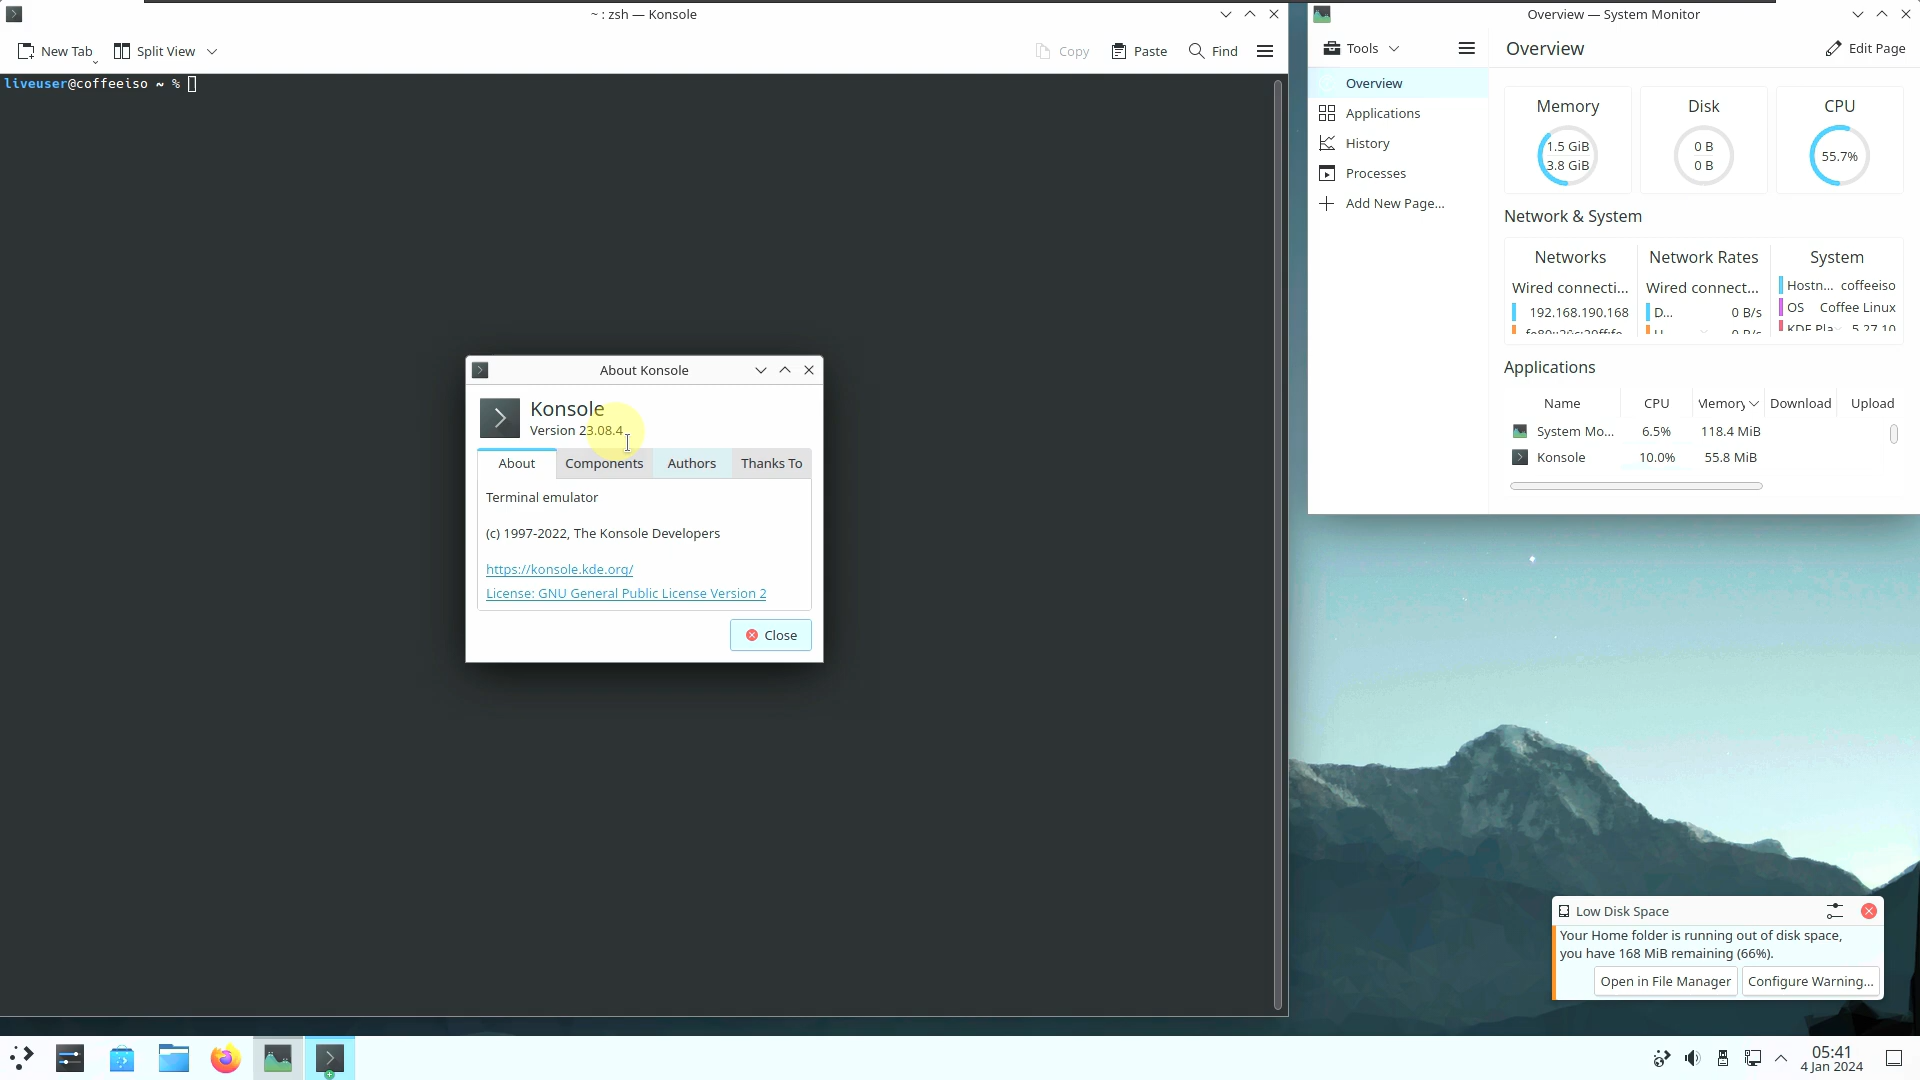 ~ : zsh — Konsole
New Tab
Split View
Copy
Paste
Find
liveuser@coffeeiso ~ %
About Konsole
Konsole
Version 23.08.4
About
Components
Authors
Thanks To
Terminal emulator
(c) 1997-2022, The Konsole Developers
https://konsole.kde.org/
License: GNU General Public License Version 2
Close
Overview — System Monitor
Tools
Overview
Edit Page
Overview
Applications
History
Processes
Add New Page...
Memory
1.5 GiB
3.8 GiB
Disk
0 B
0 B
CPU
55.7%
Network & System
Networks
Wired connecti...
192.168.190.168
Network Rates
Wired connect...
D... 0 B/s
0 B/s
System
Hostn... coffeeiso
OS Coffee Linux
KDE Pla... 5.27.10
Applications
Name CPU Memory Download Upload
System Mo... 6.5% 118.4 MiB
Konsole 10.0% 55.8 MiB
Low Disk Space
Your Home folder is running out of disk space,
you have 168 MiB remaining (66%).
Open in File Manager
Configure Warning...
05:41
4 Jan 2024